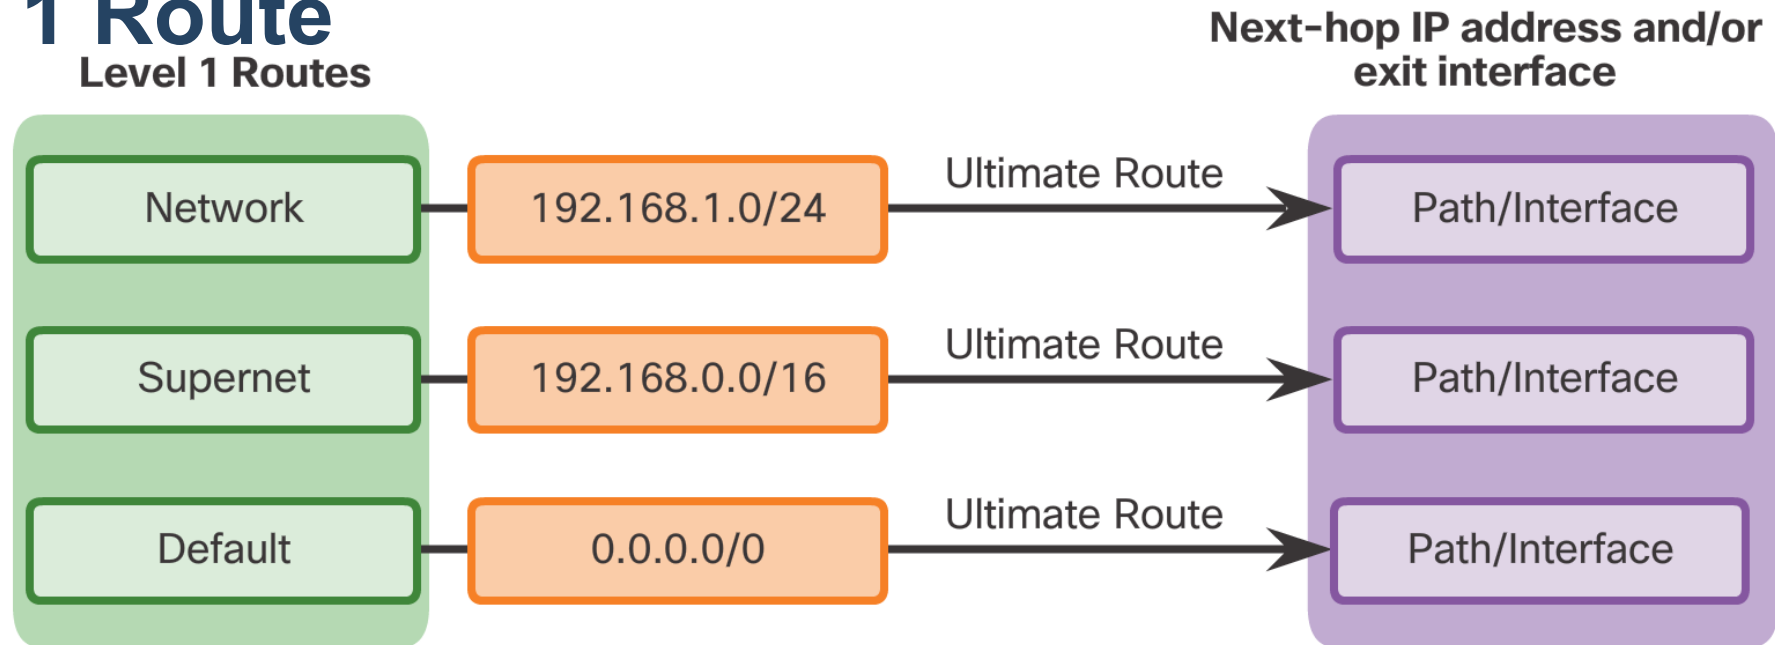 1 Route
Level 1 Routes
Next-hop IP address and/or
exit interface
Network
192.168.1.0/24
Ultimate Route
Path/Interface
Supernet
192.168.0.0/16
Ultimate Route
Path/Interface
Default
0.0.0.0/0
Ultimate Route
Path/Interface